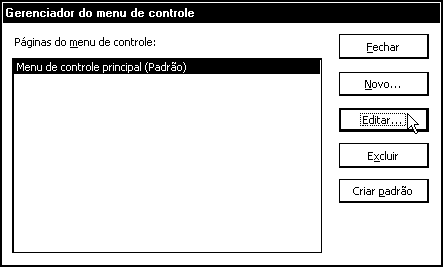 Gerenciador do menu de controle
Páginas do menu de controle:
Menu de controle principal (Padrão)
Fechar
Novo...
Editar...
Excluir
Criar padrão